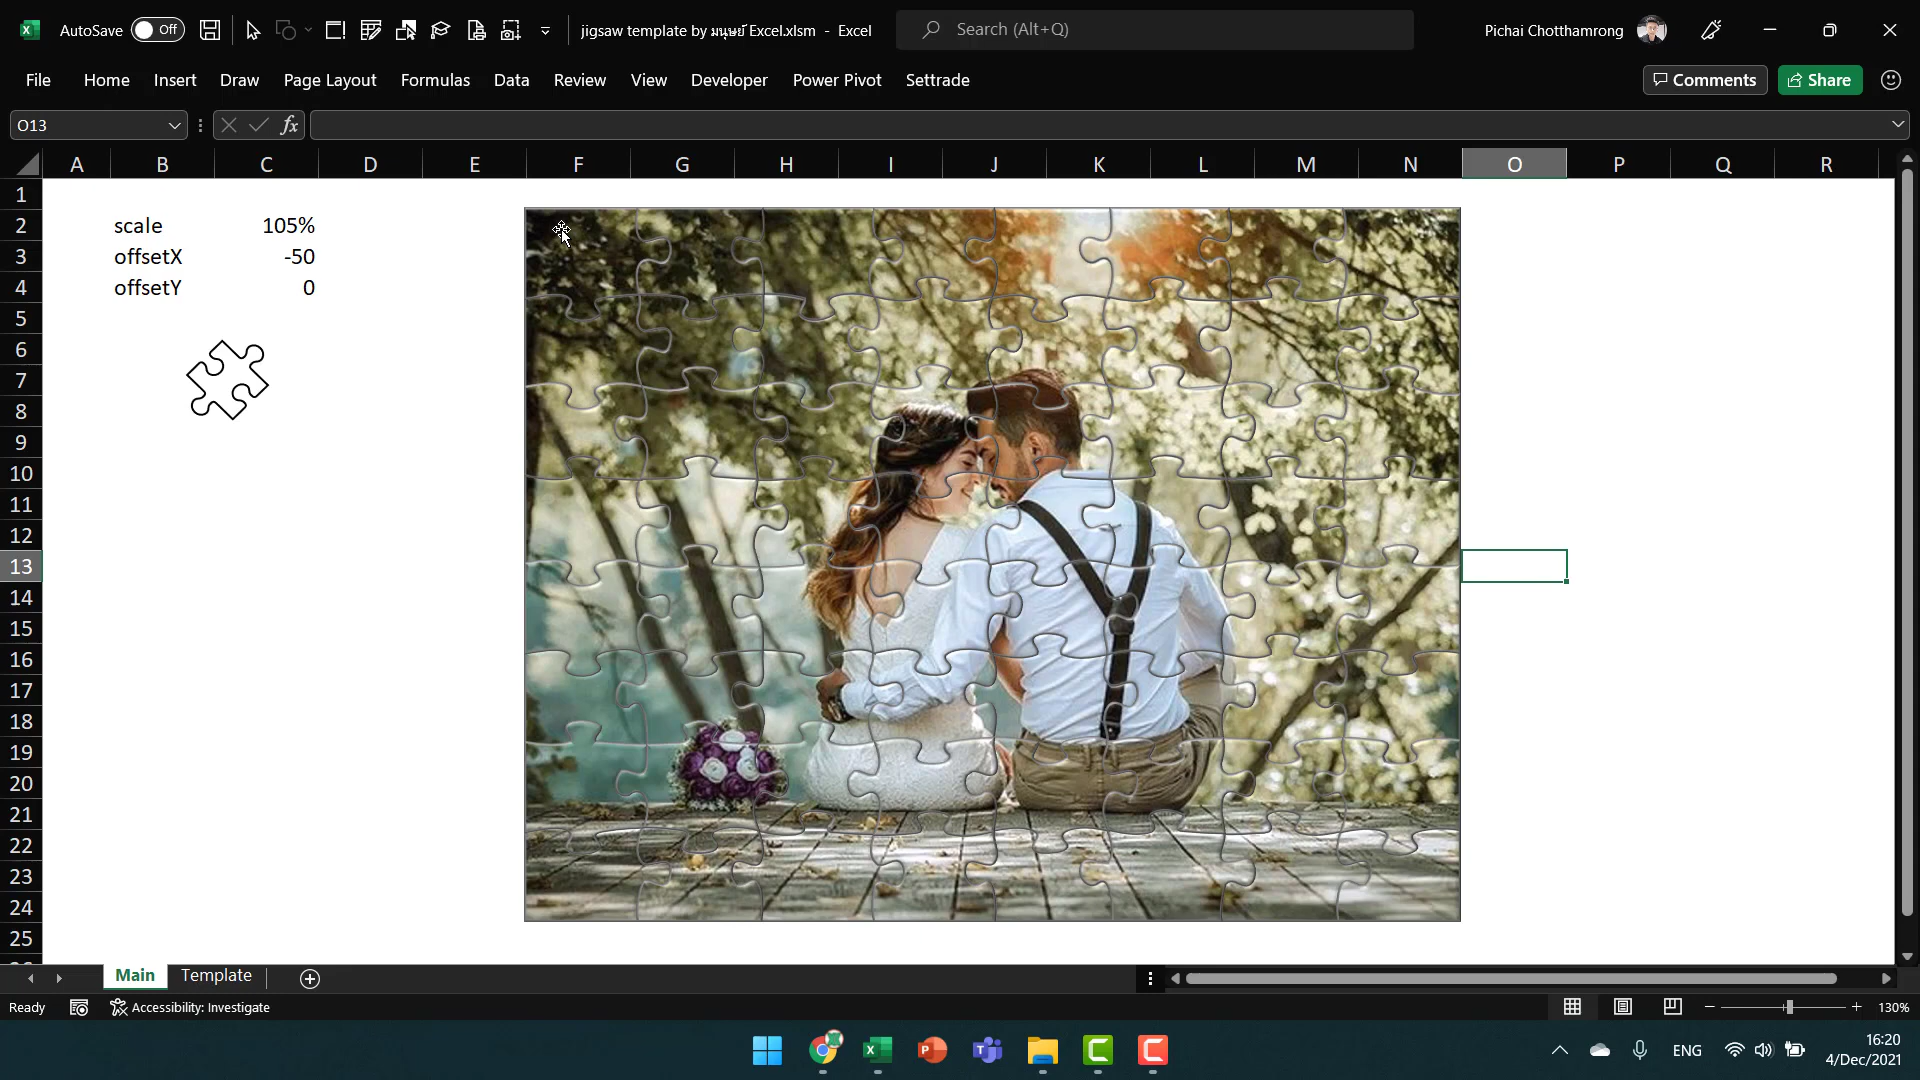 AutoSave Off jigsaw template by มนุษย์ Excel.xlsm - Excel Search (Alt+Q) Pichai Chotthamrong
File Home Insert Draw Page Layout Formulas Data Review View Developer Power Pivot Settrade Comments Share
O13 fx
A B C D E F G H I J K L M N O P Q R
1
2 scale 105%
3 offsetX -50
4 offsetY 0
5
6
7
8
9
10
11
12
13
14
15
16
17
18
19
20
21
22
23
24
25
Main Template
Ready Accessibility: Investigate 130%
ENG 16:20
4/Dec/2021